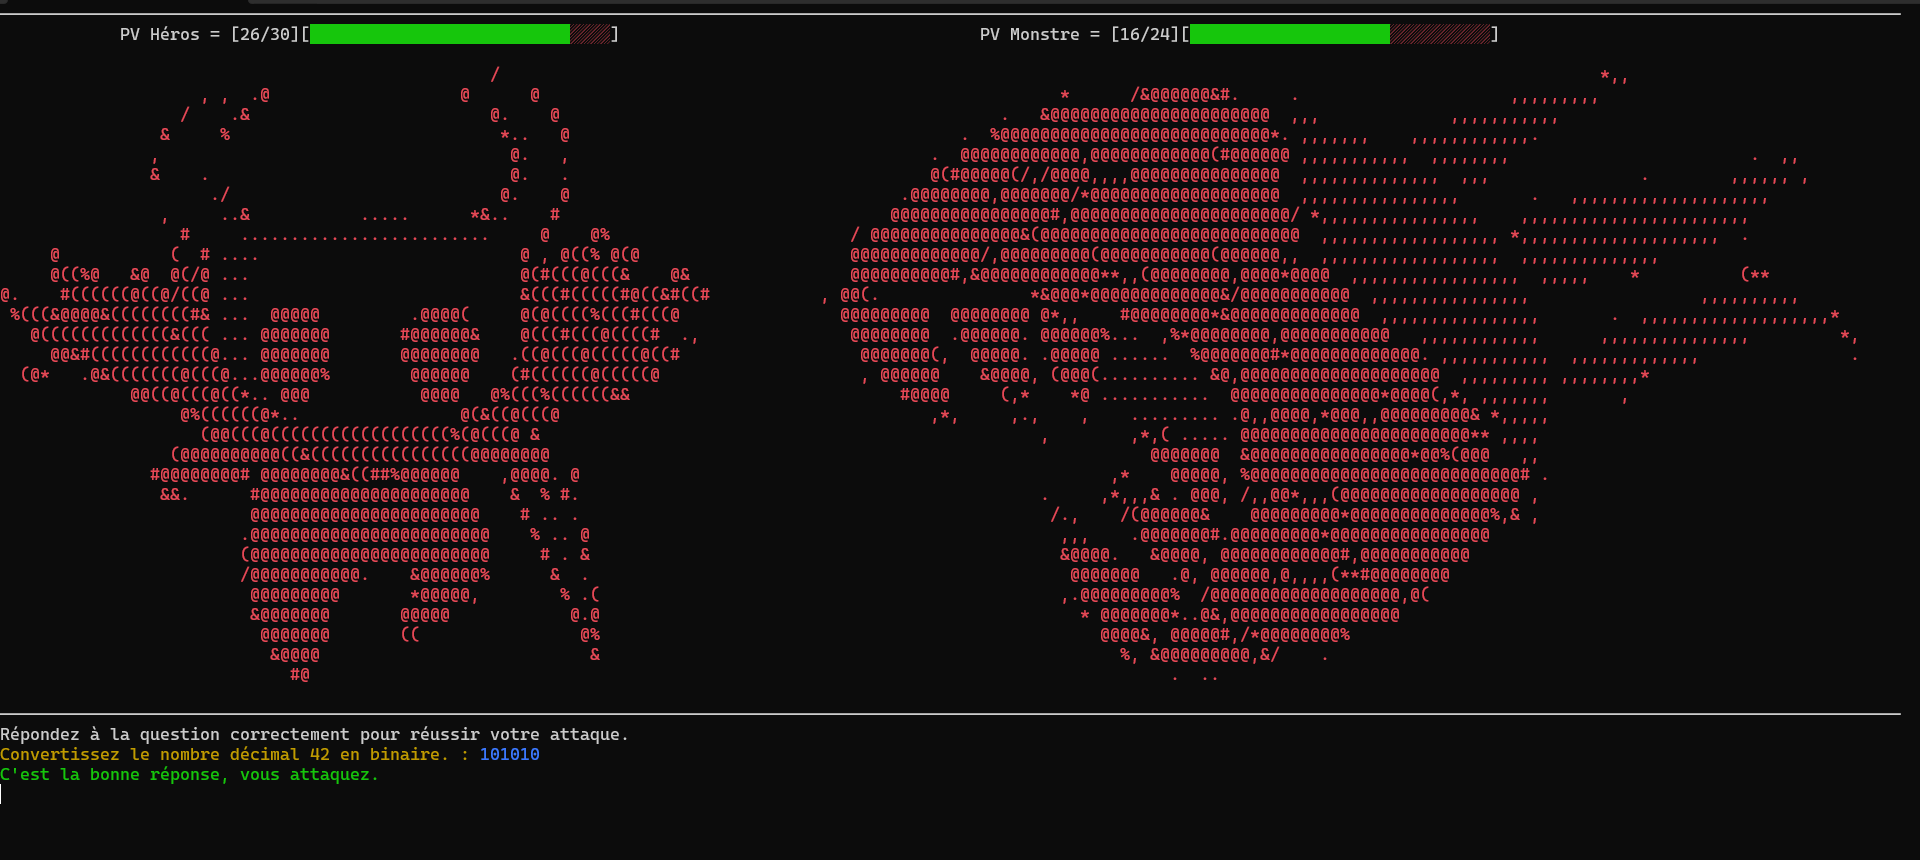 PV Héros = [26/30][ ]
PV Monstre = [16/24][ ]
Répondez à la question correctement pour réussir votre attaque.
Convertissez le nombre décimal 42 en binaire. : 101010
C'est la bonne réponse, vous attaquez.